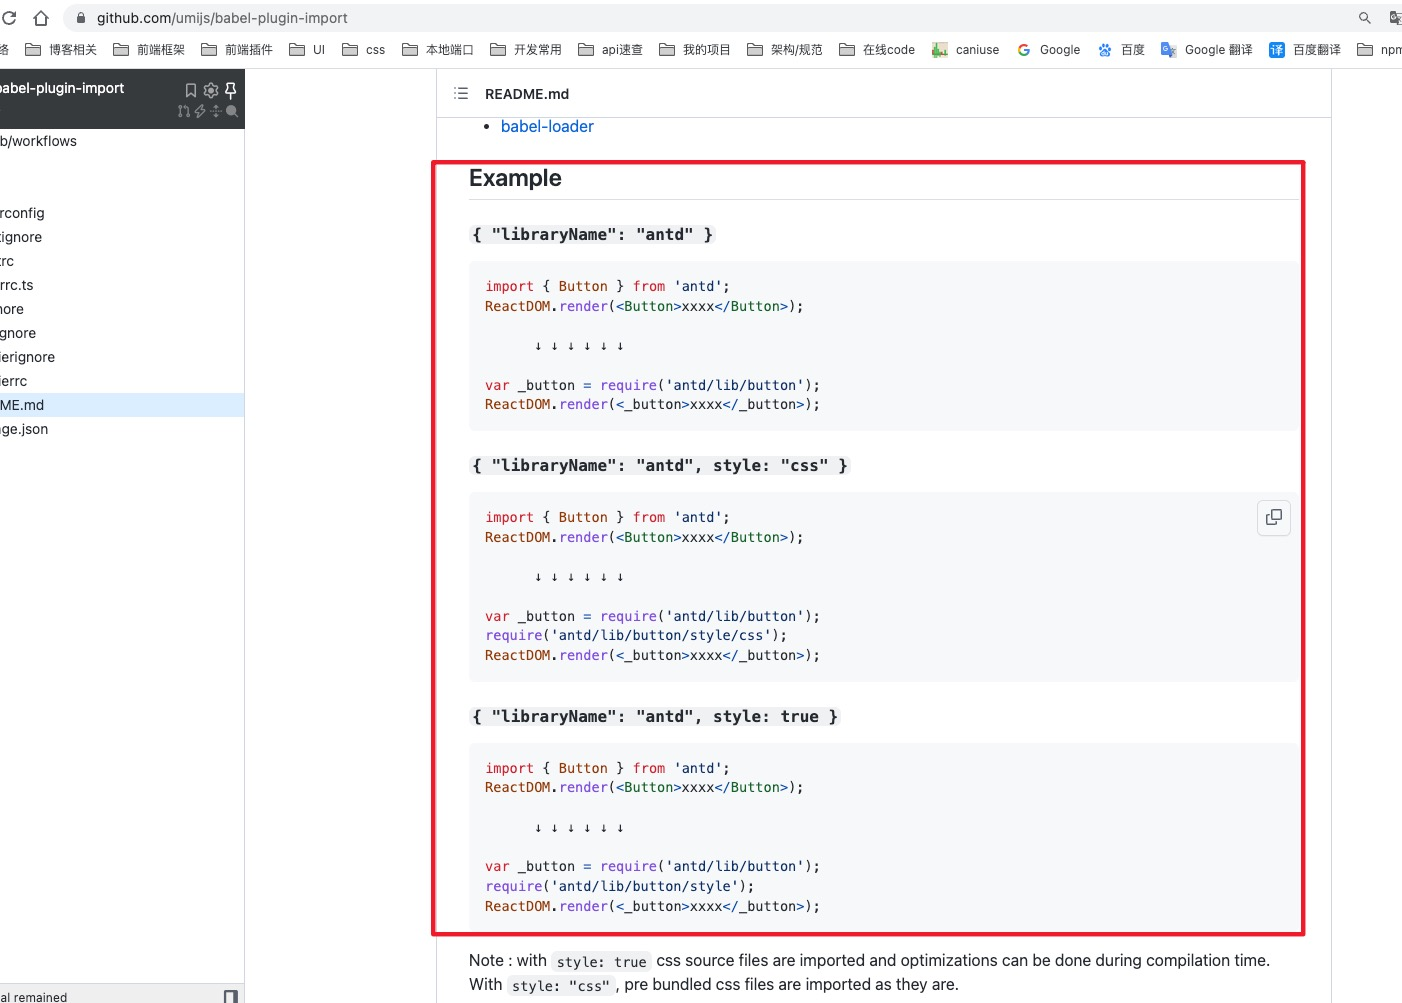 github.com/umijs/babel-plugin-import
络 博客相关 前端框架 前端插件 UI css 本地端口 开发常用 api速查 我的项目 架构/规范 在线code caniuse Google 百度 Google 翻译 百度翻译 npm
abel-plugin-import
b/workflows
rconfig
ignore
rc
rrc.ts
nore
gnore
ierignore
ierrc
ME.md
ge.json
al remained
README.md
• babel-loader
Example
{ "libraryName": "antd" }
import { Button } from 'antd';
ReactDOM.render(<Button>xxxx</Button>);
↓ ↓ ↓ ↓ ↓ ↓
var _button = require('antd/lib/button');
ReactDOM.render(<_button>xxxx</_button>);
{ "libraryName": "antd", style: "css" }
import { Button } from 'antd';
ReactDOM.render(<Button>xxxx</Button>);
↓ ↓ ↓ ↓ ↓ ↓
var _button = require('antd/lib/button');
require('antd/lib/button/style/css');
ReactDOM.render(<_button>xxxx</_button>);
{ "libraryName": "antd", style: true }
import { Button } from 'antd';
ReactDOM.render(<Button>xxxx</Button>);
↓ ↓ ↓ ↓ ↓ ↓
var _button = require('antd/lib/button');
require('antd/lib/button/style');
ReactDOM.render(<_button>xxxx</_button>);
Note : with style: true css source files are imported and optimizations can be done during compilation time.
With style: "css" , pre bundled css files are imported as they are.